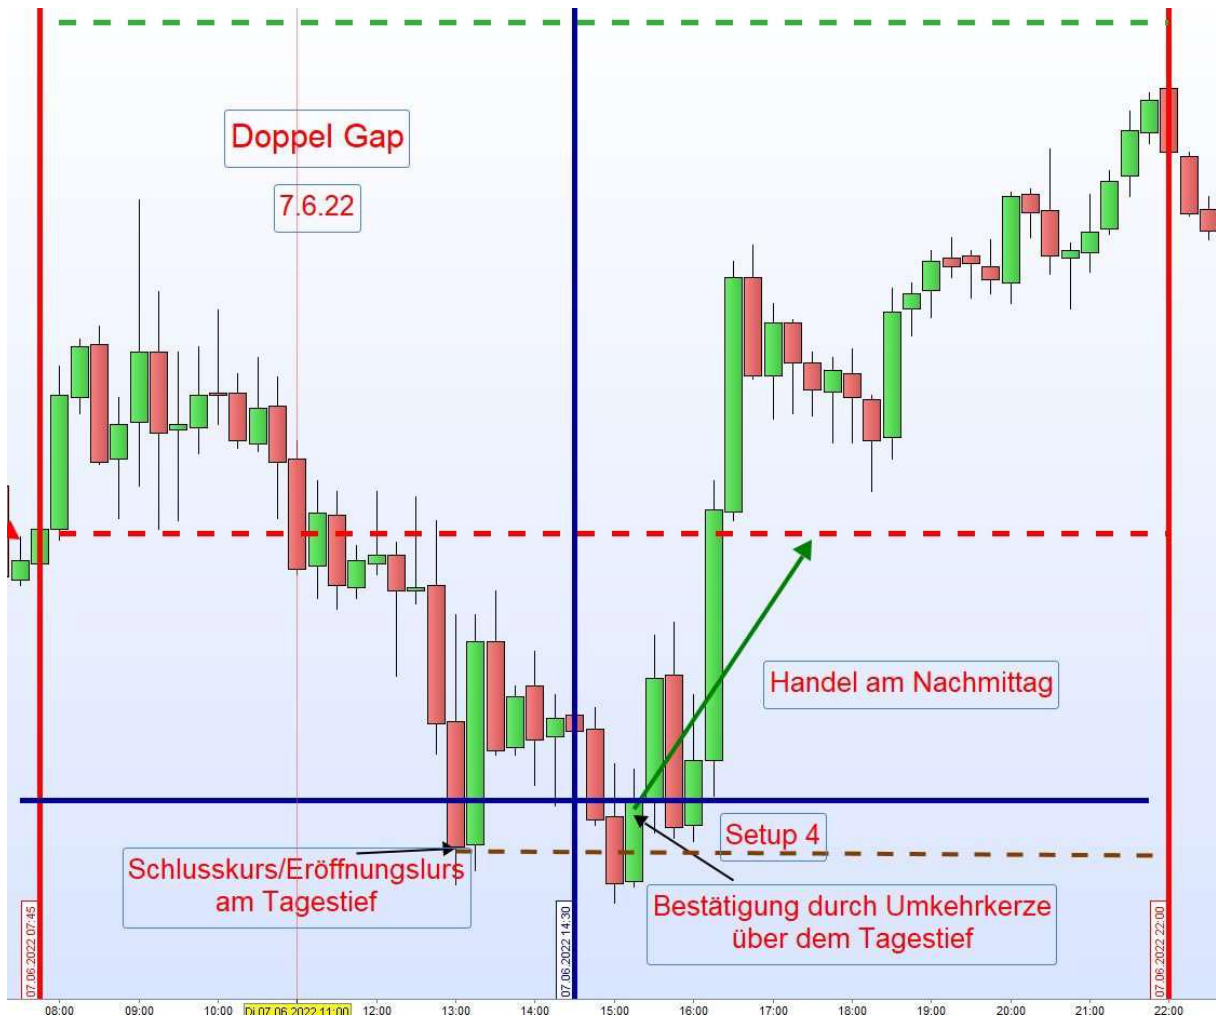 Doppel Gap
7.6.22
Handel am Nachmittag
Setup 4
Schlusskurs/Eröffnungslurs
am Tagestief
Bestätigung durch Umkehrkerze
über dem Tagestief
07.06.2022 07:45
07.06.2022 14:30
07.06.2022 22:00
08:00 09:00 10:00 Di 07.06.2022 11:00 12:00 13:00 14:00 15:00 16:00 17:00 18:00 19:00 20:00 21:00 22:00